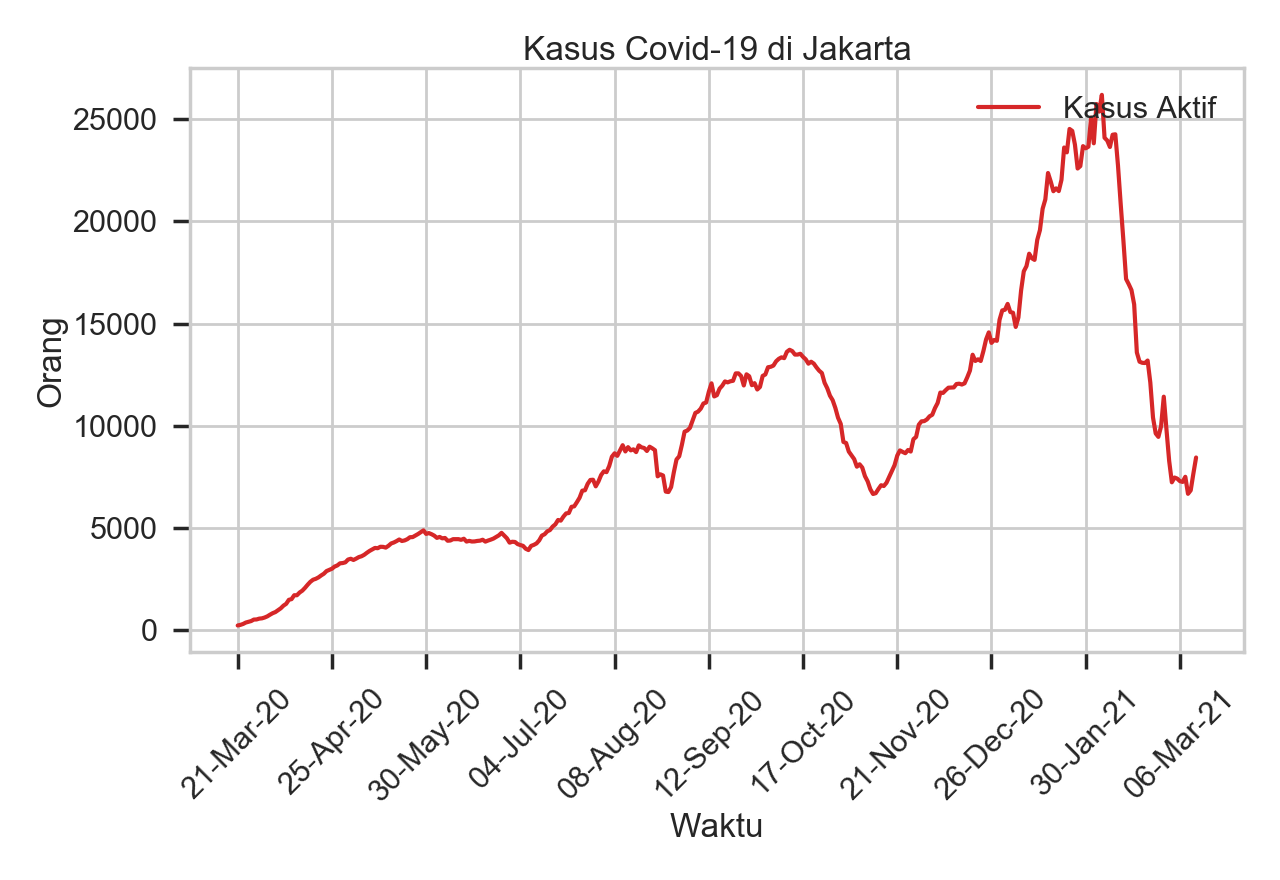 Kasus Covid-19 di Jakarta
Kasus Aktif
25000
20000
15000
10000
5000
0
Orang
21-Mar-20
25-Apr-20
30-May-20
04-Jul-20
08-Aug-20
12-Sep-20
17-Oct-20
21-Nov-20
26-Dec-20
30-Jan-21
06-Mar-21
Waktu